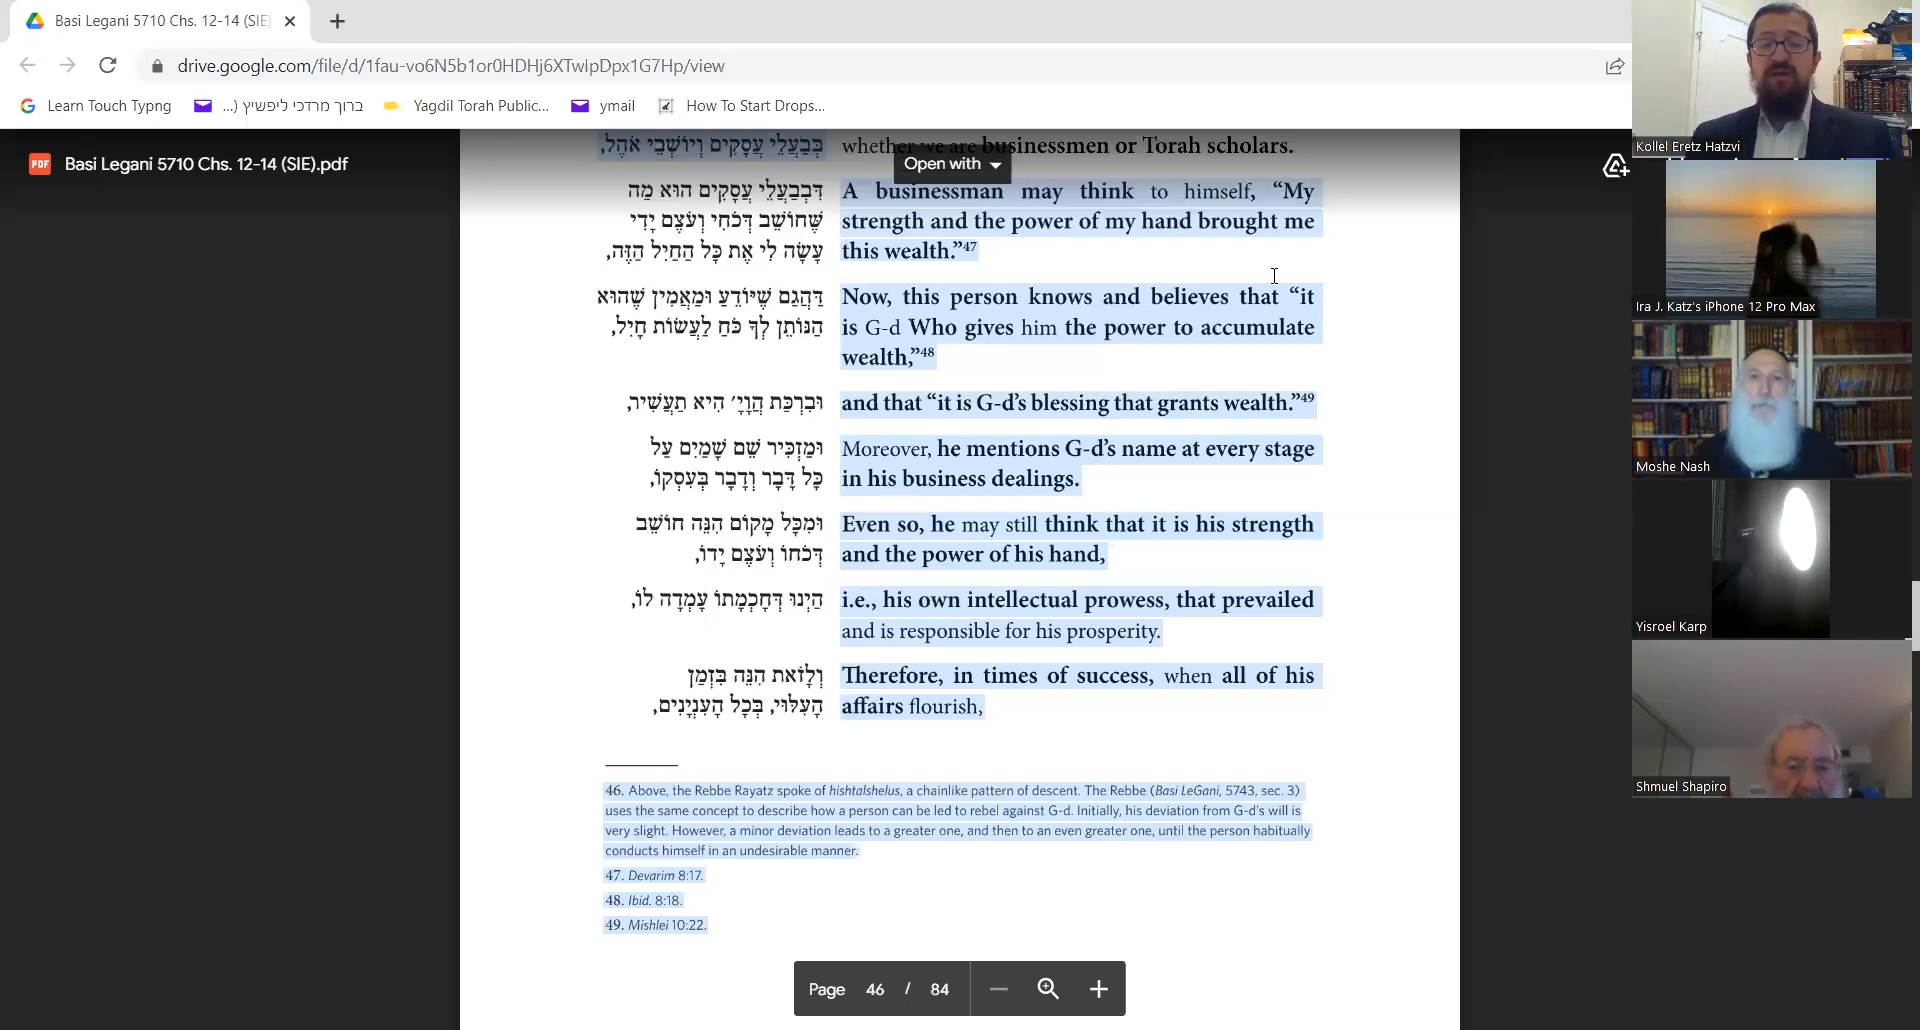 Basi Legani 5710 Chs. 12-14 (SIE)
drive.google.com/file/d/1fau-vo6N5b1or0HDHj6XTwIpDpx1G7Hp/view
Learn Touch Typng
ברוך מרדכי ליפשיץ (...
Yagdil Torah Public...
ymail
How To Start Drops...
PDF
Basi Legani 5710 Chs. 12-14 (SIE).pdf
Open with
בְּבַעֲלֵי עֲסָקִים וְיוֹשְׁבֵי אֹהֶל,
whether we are businessmen or Torah scholars.
דִּבְבַעֲלֵי עֲסָקִים הוּא מַה
שֶּׁחוֹשֵׁב דְּכֹחִי וְעֹצֶם יָדִי
עָשָׂה לִי אֶת כָּל הַחַיִל הַזֶּה,
A businessman may think to himself, “My
strength and the power of my hand brought me
this wealth.”47
דַּהֲגַם שֶׁיּוֹדֵעַ וּמַאֲמִין שֶׁהוּא
הַנּוֹתֵן לְךָ כֹּחַ לַעֲשׂוֹת חָיִל,
Now, this person knows and believes that “it
is G-d Who gives him the power to accumulate
wealth,”48
וּבִרְכַּת הֲוָיָ׳ הִיא תַעֲשִׁיר,
and that “it is G-d’s blessing that grants wealth.”49
וּמַזְכִּיר שֵׁם שָׁמַיִם עַל
כָּל דָּבָר וְדָבָר בְּעִסְקוֹ,
Moreover, he mentions G-d’s name at every stage
in his business dealings.
וּמִכָּל מָקוֹם הִנֵּה חוֹשֵׁב
דְּכֹחוֹ וְעֹצֶם יָדוֹ,
Even so, he may still think that it is his strength
and the power of his hand,
הַיְנוּ דְּחָכְמָתוֹ עָמְדָה לוֹ,
i.e., his own intellectual prowess, that prevailed
and is responsible for his prosperity.
וְלָזֹאת הִנֵּה בִּזְמַן
הָעִלּוּי, בְּכָל הָעִנְיָנִים,
Therefore, in times of success, when all of his
affairs flourish,
46. Above, the Rebbe Rayatz spoke of hishtalshelus, a chainlike pattern of descent. The Rebbe (Basi LeGani, 5743, sec. 3)
uses the same concept to describe how a person can be led to rebel against G-d. Initially, his deviation from G-d’s will is
very slight. However, a minor deviation leads to a greater one, and then to an even greater one, until the person habitually
conducts himself in an undesirable manner.
47. Devarim 8:17.
48. Ibid. 8:18.
49. Mishlei 10:22.
Page 46 / 84
Kollel Eretz Hatzvi
Ira J. Katz's iPhone 12 Pro Max
Moshe Nash
Yisroel Karp
Shmuel Shapiro